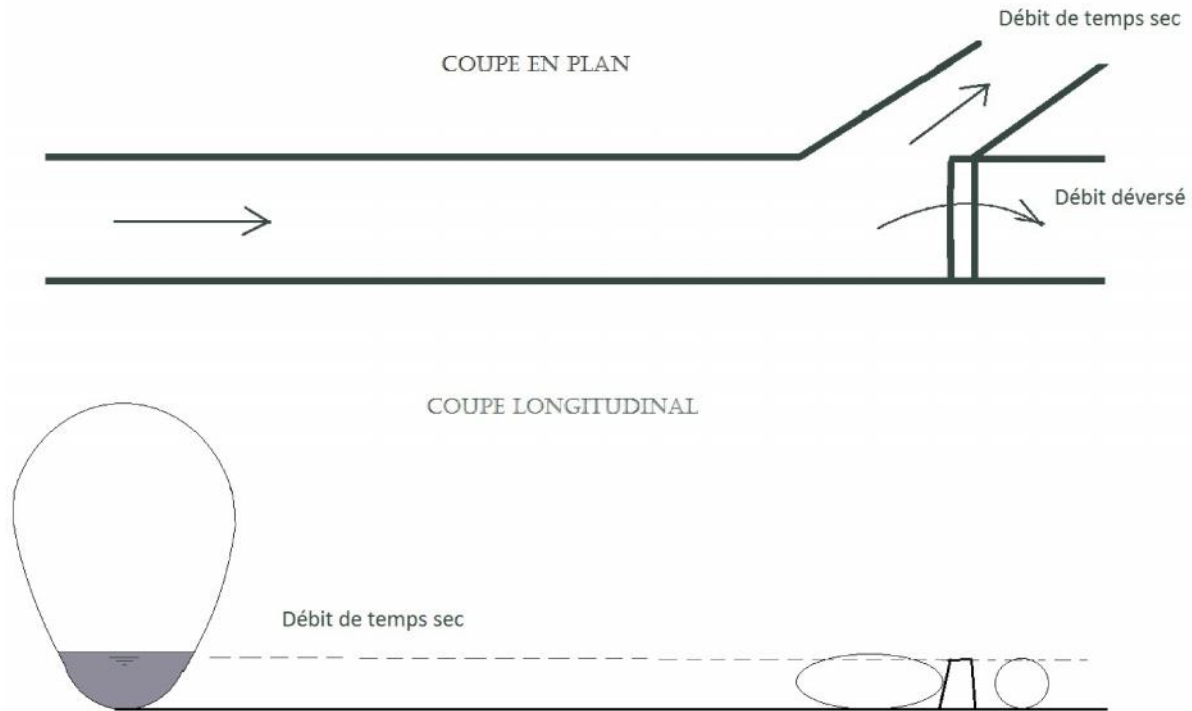 Débit de temps sec
COUPE EN PLAN
Débit déversé
COUPE LONGITUDINAL
Débit de temps sec